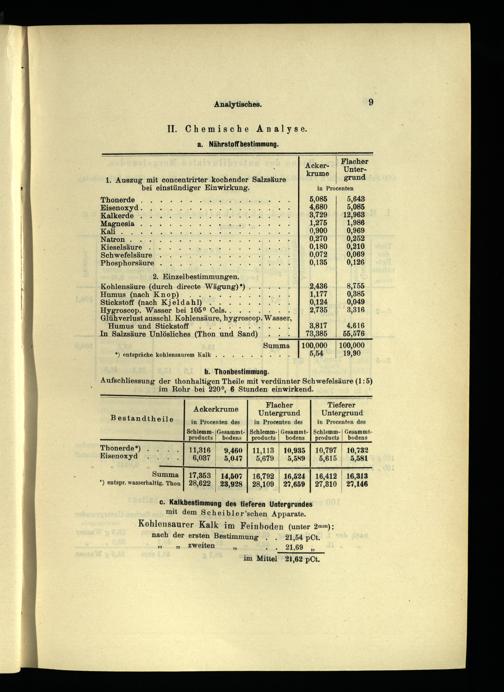 Analytisches. 9
II. Chemische Analyse.
a. Nährstoffbestimmung.
1. Auszug mit concentrirter kochender Salzsäure bei einstündiger Einwirkung. Ackerkrume Flacher Untergrund
in Procenten
Thonerde 5,085 5,643
Eisenoxyd 4,680 5,085
Kalkerde 3,729 12,963
Magnesia 1,275 1,986
Kali 0,900 0,969
Natron 0,270 0,252
Kieselsäure 0,180 0,210
Schwefelsäure 0,072 0,069
Phosphorsäure 0,135 0,126
2. Einzelbestimmungen.
Kohlensäure (durch directe Wägung)*) 2,436 8,755
Humus (nach Knop) 1,177 0,385
Stickstoff (nach Kjeldahl) 0,124 0,049
Hygroscop. Wasser bei 105° Cels. 2,735 3,316
Glühverlust ausschl. Kohlensäure, hygroscop. Wasser,
Humus und Stickstoff 3,817 4,616
In Salzsäure Unlösliches (Thon und Sand) 73,385 55,576
Summa 100,000 100,000
*) entspräche kohlensaurem Kalk 5,54 19,90
b. Thonbestimmung.
Aufschliessung der thonhaltigen Theile mit verdünnter Schwefelsäure (1:5)
im Rohr bei 220°, 6 Stunden einwirkend.
Bestandtheile Ackerkrume Flacher Untergrund Tieferer Untergrund
in Procenten des in Procenten des in Procenten des
Schlemm- Gesammt- Schlemm- Gesammt- Schlemm- Gesammt-
products bodens products bodens products bodens
Thonerde*) 11,316 9,460 11,113 10,935 10,797 10,732
Eisenoxyd 6,037 5,047 5,679 5,589 5,615 5,581
Summa 17,353 14,507 16,792 16,524 16,412 16,313
*) entspr. wasserhaltig. Thon 28,622 23,928 28,109 27,659 27,310 27,146
c. Kalkbestimmung des tieferen Untergrundes
mit dem Scheibler'schen Apparate.
Kohlensaurer Kalk im Feinboden (unter 2mm):
nach der ersten Bestimmung 21,54 pCt.
„ „ zweiten „ 21,69 „
im Mittel 21,62 pCt.